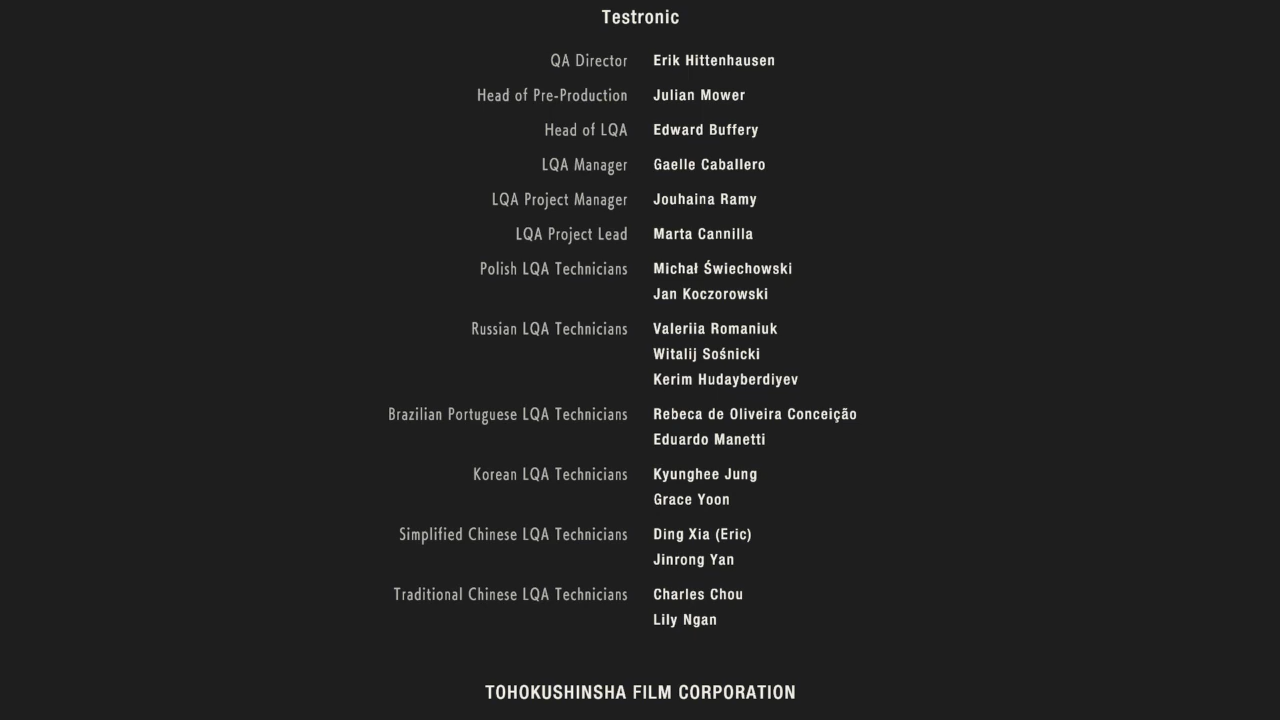 Testronic
QA Director Erik Hittenhausen
Head of Pre-Production Julian Mower
Head of LQA Edward Buffery
LQA Manager Gaelle Caballero
LQA Project Manager Jouhaina Ramy
LQA Project Lead Marta Cannilla
Polish LQA Technicians Michał Świechowski
Jan Koczorowski
Russian LQA Technicians Valeriia Romaniuk
Witalij Sośnicki
Kerim Hudayberdiyev
Brazilian Portuguese LQA Technicians Rebeca de Oliveira Conceição
Eduardo Manetti
Korean LQA Technicians Kyunghee Jung
Grace Yoon
Simplified Chinese LQA Technicians Ding Xia (Eric)
Jinrong Yan
Traditional Chinese LQA Technicians Charles Chou
Lily Ngan
TOHOKUSHINSHA FILM CORPORATION